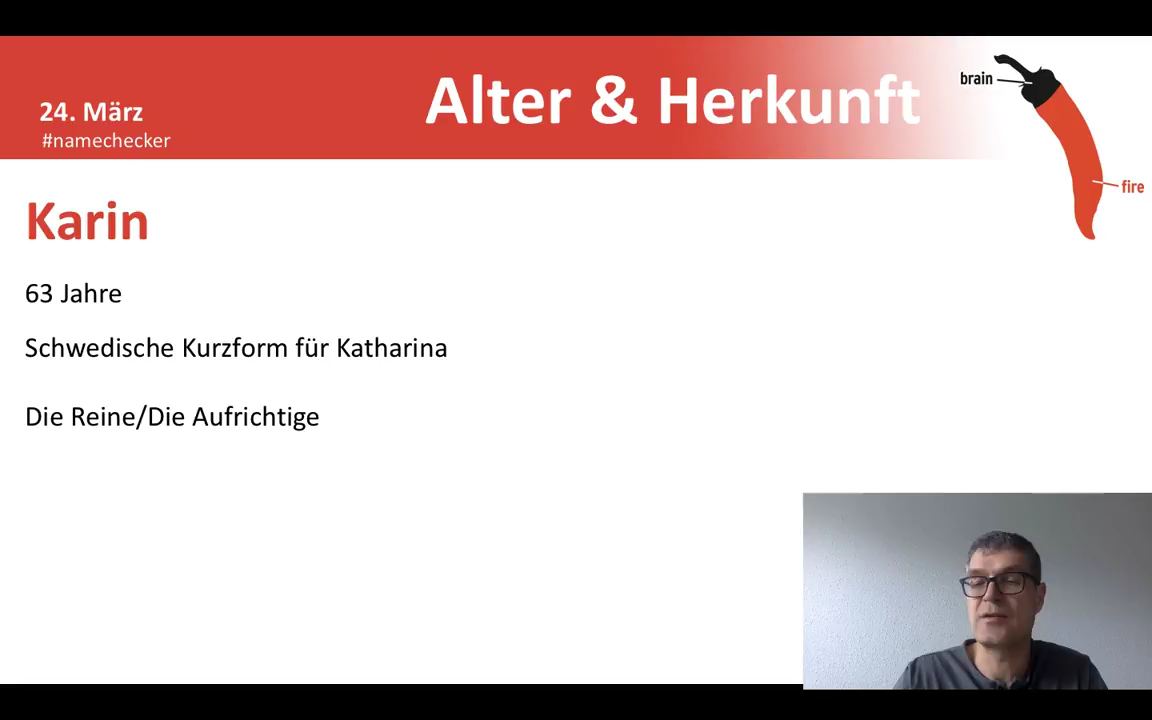 24. März
#namechecker
Alter & Herkunft
brain
fire
Karin
63 Jahre
Schwedische Kurzform für Katharina
Die Reine/Die Aufrichtige